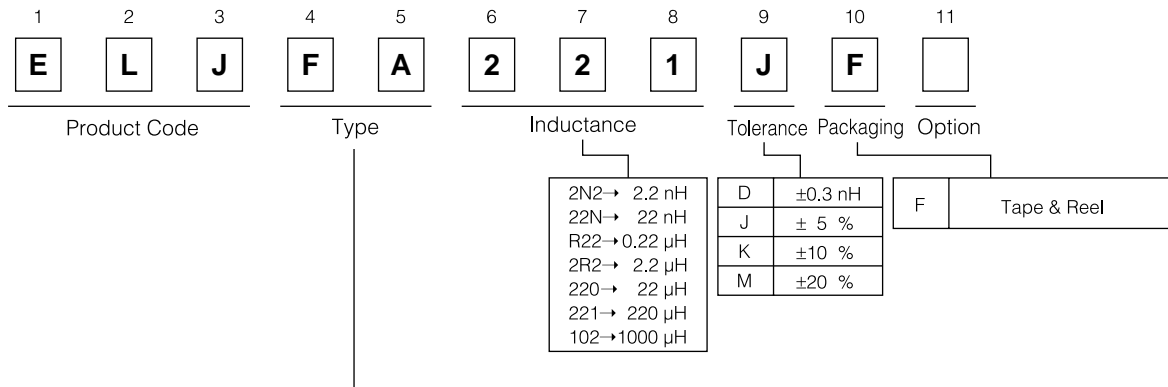 1 2 3 4 5 6 7 8 9 10 11
E L J F A 2 2 1 J F
Product Code Type Inductance Tolerance Packaging Option
2N2→ 2.2 nH
22N→ 22 nH
R22→0.22 µH
2R2→ 2.2 µH
220→ 22 µH
221→ 220 µH
102→1000 µH
D ±0.3 nH
J ± 5 %
K ±10 %
M ±20 %
F Tape & Reel